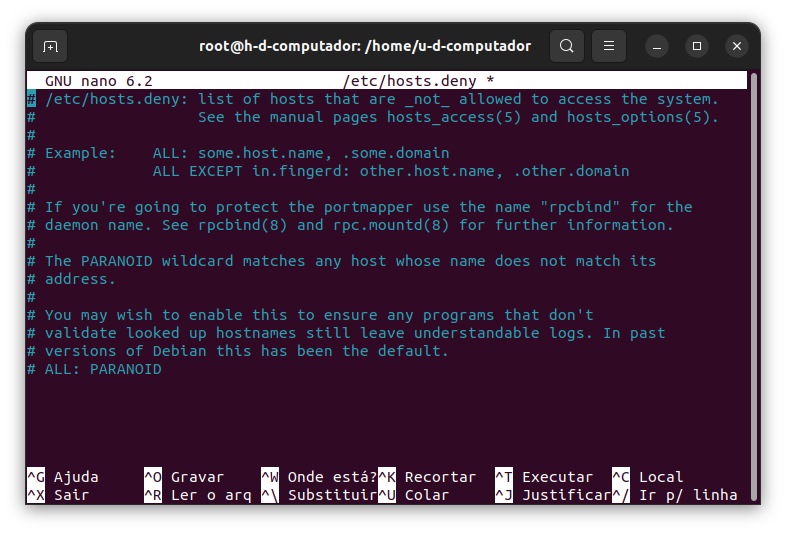 root@h-d-computador: /home/u-d-computador
GNU nano 6.2 /etc/hosts.deny *
# /etc/hosts.deny: list of hosts that are _not_ allowed to access the system.
# See the manual pages hosts_access(5) and hosts_options(5).
#
# Example: ALL: some.host.name, .some.domain
# ALL EXCEPT in.fingerd: other.host.name, .other.domain
#
# If you're going to protect the portmapper use the name "rpcbind" for the
# daemon name. See rpcbind(8) and rpc.mountd(8) for further information.
#
# The PARANOID wildcard matches any host whose name does not match its
# address.
#
# You may wish to enable this to ensure any programs that don't
# validate looked up hostnames still leave understandable logs. In past
# versions of Debian this has been the default.
# ALL: PARANOID
^G Ajuda ^O Gravar ^W Onde está? ^K Recortar ^T Executar ^C Local
^X Sair ^R Ler o arq ^\ Substituir ^U Colar ^J Justificar ^/ Ir p/ linha